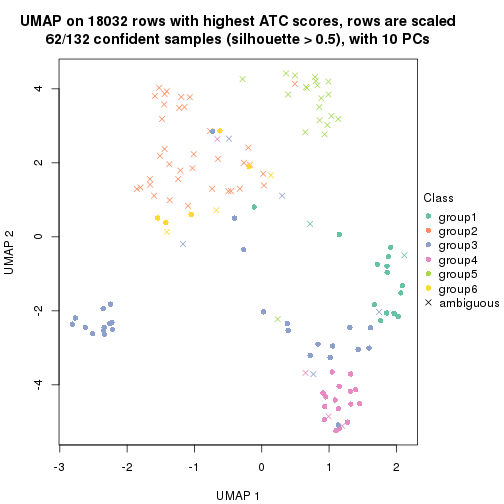 UMAP on 18032 rows with highest ATC scores, rows are scaled
62/132 confident samples (silhouette > 0.5), with 10 PCs
4
2
0
-2
-4
UMAP 2
-3
-2
-1
0
1
2
UMAP 1
Class
group1
group2
group3
group4
group5
group6
ambiguous